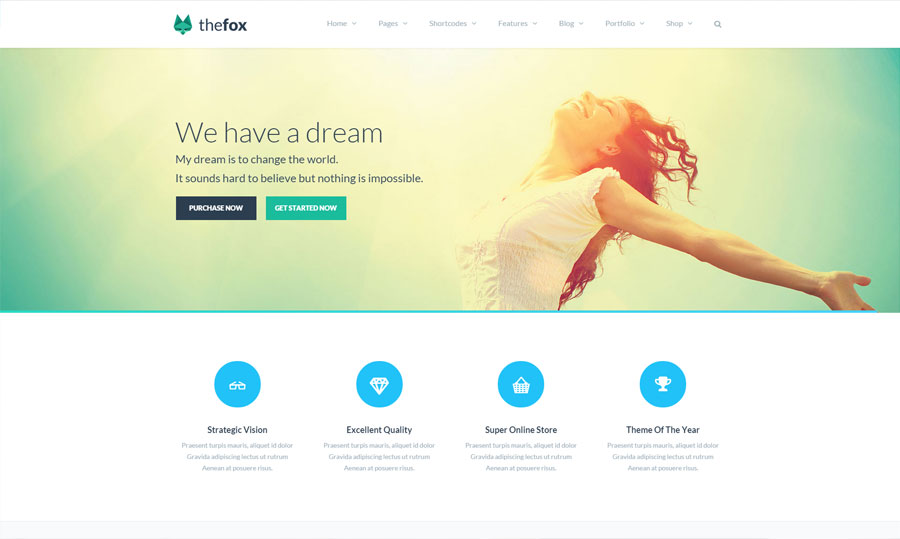 thefox
Home Pages Shortcodes Features Blog Portfolio Shop
We have a dream
My dream is to change the world.
It sounds hard to believe but nothing is impossible.
PURCHASE NOW GET STARTED NOW
Strategic Vision
Praesent turpis mauris, aliquet id dolor
Gravida adipiscing lectus ut rutrum
Aenean at posuere risus.
Excellent Quality
Praesent turpis mauris, aliquet id dolor
Gravida adipiscing lectus ut rutrum
Aenean at posuere risus.
Super Online Store
Praesent turpis mauris, aliquet id dolor
Gravida adipiscing lectus ut rutrum
Aenean at posuere risus.
Theme Of The Year
Praesent turpis mauris, aliquet id dolor
Gravida adipiscing lectus ut rutrum
Aenean at posuere risus.